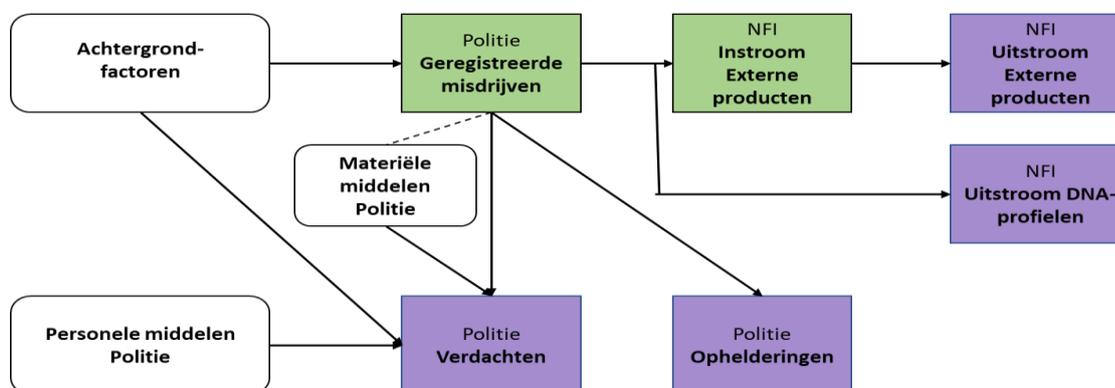 Achtergrond-
factoren
Politie
Geregistreerde
misdrijven
NFI
Instroom
Externe
producten
NFI
Uitstroom
Externe
producten
Materiële
middelen
Politie
NFI
Uitstroom DNA-
profielen
Personele middelen
Politie
Politie
Verdachten
Politie
Ophelderingen